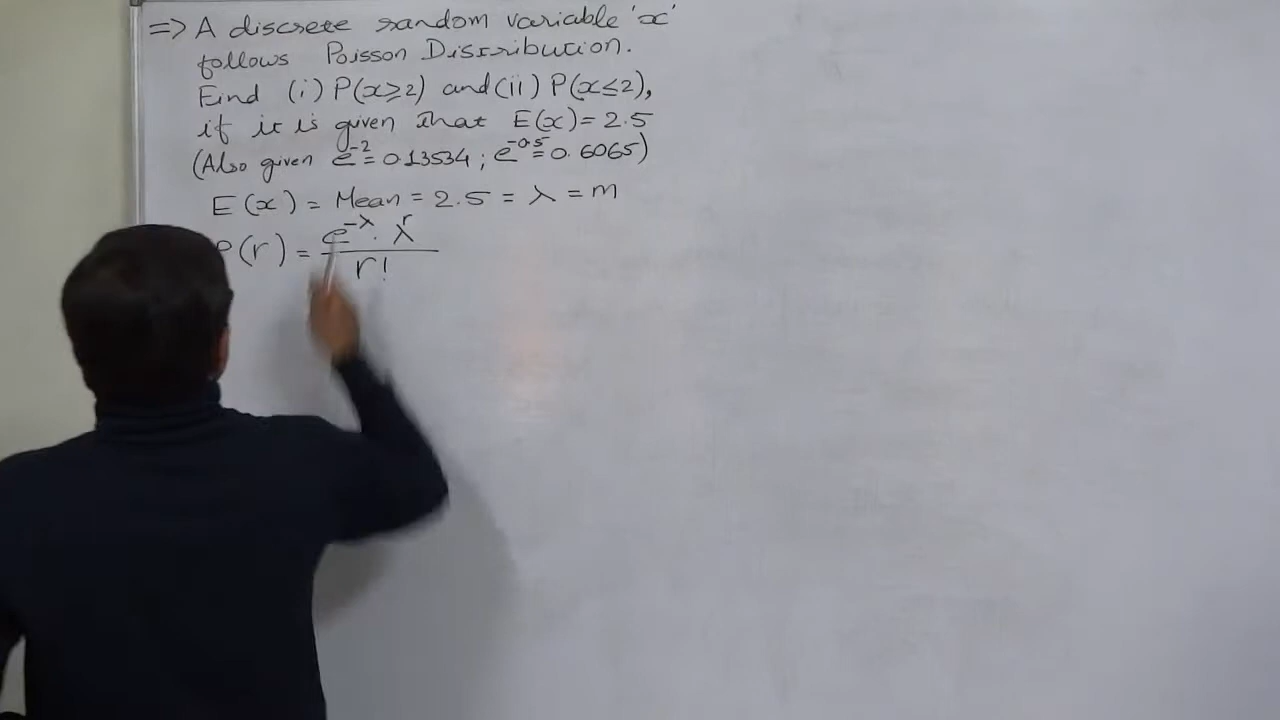 => A discrete random variable 'x'
follows Poisson Distribution.
Find (i) P(x≥2) and (ii) P(x≤2),
if it is given that E(x) = 2.5
(Also given e^-2 = 0.13534 ; e^-0.5 = 0.6065)
E(x) = Mean = 2.5 = λ = m
P(r) = e^-λ . λ^r
r!